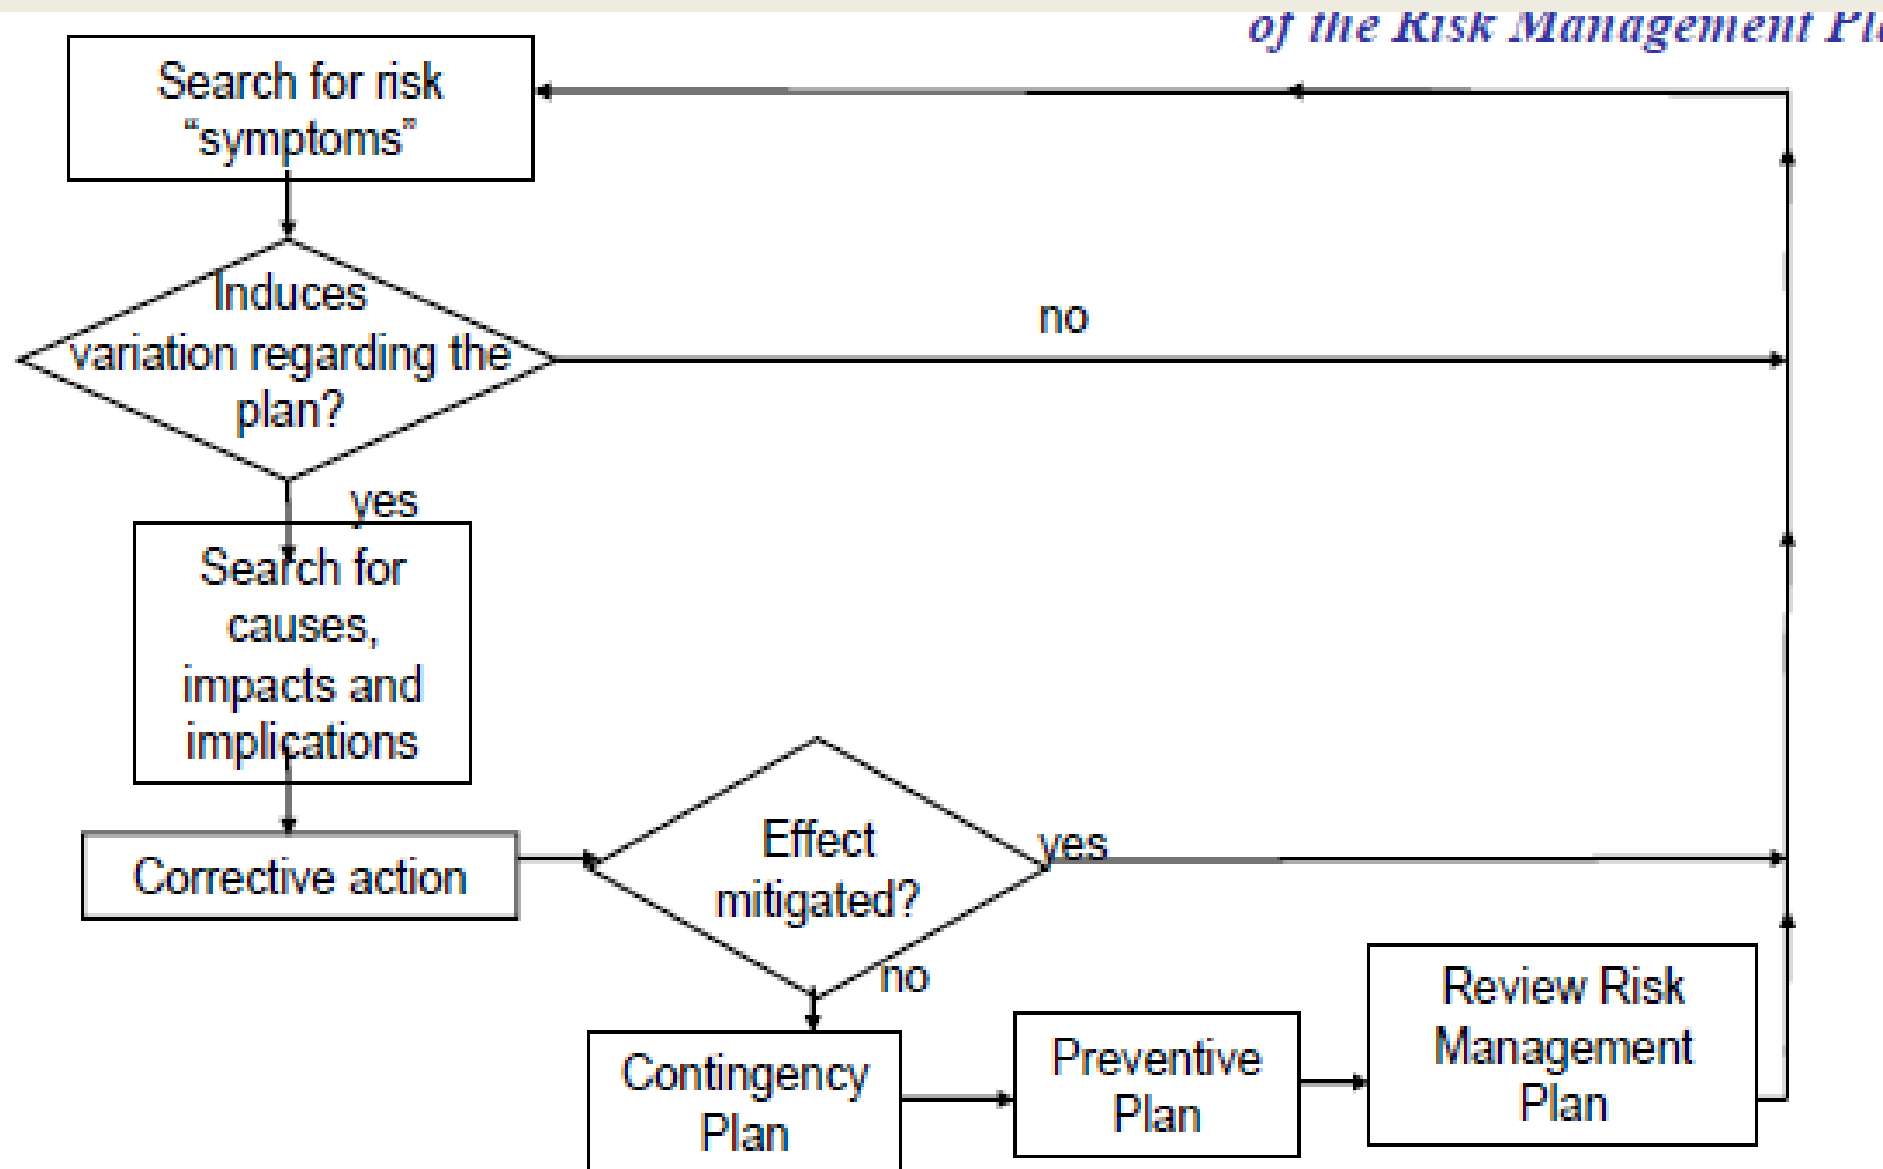 of the Risk Management
Search for risk
“symptoms”
Induces
variation regarding the
plan?
no
yes
Search for
causes,
impacts and
implications
Corrective action
Effect
mitigated?
yes
no
Contingency
Plan
Preventive
Plan
Review Risk
Management
Plan